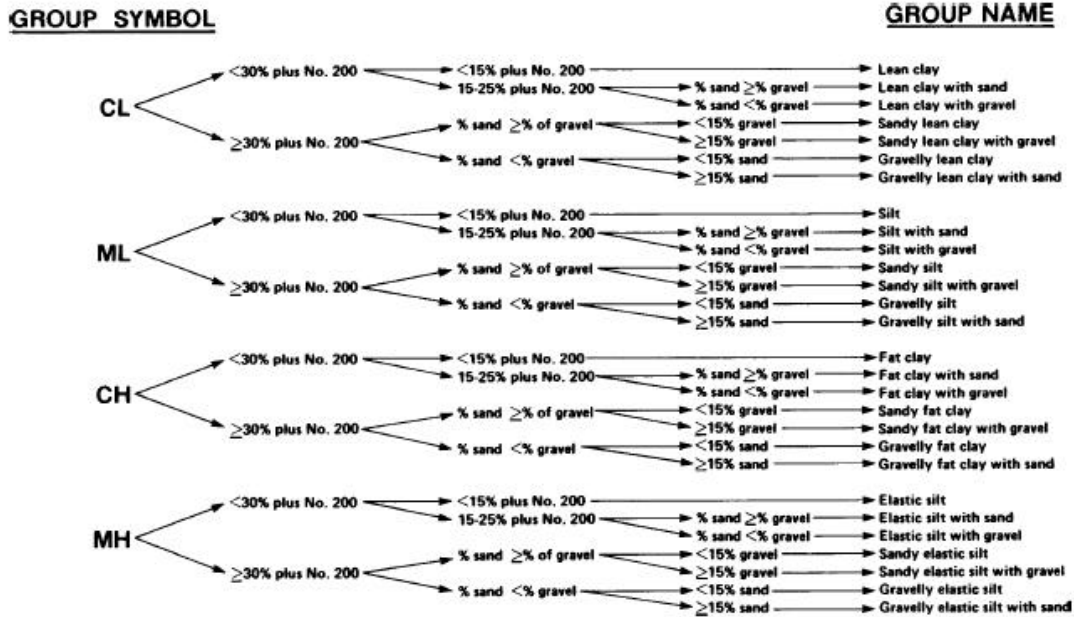 GROUP SYMBOL GROUP NAME
<30% plus No. 200 <15% plus No. 200 Lean clay
15-25% plus No. 200 % sand ≥% gravel Lean clay with sand
CL % sand <% gravel Lean clay with gravel
% sand ≥% of gravel <15% gravel Sandy lean clay
≥30% plus No. 200 ≥15% gravel Sandy lean clay with gravel
% sand <% gravel <15% sand Gravelly lean clay
≥15% sand Gravelly lean clay with sand
<30% plus No. 200 <15% plus No. 200 Silt
15-25% plus No. 200 % sand ≥% gravel Silt with sand
ML % sand <% gravel Silt with gravel
% sand ≥% of gravel <15% gravel Sandy silt
≥30% plus No. 200 ≥15% gravel Sandy silt with gravel
% sand <% gravel <15% sand Gravelly silt
≥15% sand Gravelly silt with sand
<30% plus No. 200 <15% plus No. 200 Fat clay
15-25% plus No. 200 % sand ≥% gravel Fat clay with sand
CH % sand <% gravel Fat clay with gravel
% sand ≥% of gravel <15% gravel Sandy fat clay
≥30% plus No. 200 ≥15% gravel Sandy fat clay with gravel
% sand <% gravel <15% sand Gravelly fat clay
≥15% sand Gravelly fat clay with sand
<30% plus No. 200 <15% plus No. 200 Elastic silt
15-25% plus No. 200 % sand ≥% gravel Elastic silt with sand
MH % sand <% gravel Elastic silt with gravel
% sand ≥% of gravel <15% gravel Sandy elastic silt
≥30% plus No. 200 ≥15% gravel Sandy elastic silt with gravel
% sand <% gravel <15% sand Gravelly elastic silt
≥15% sand Gravelly elastic silt with sand